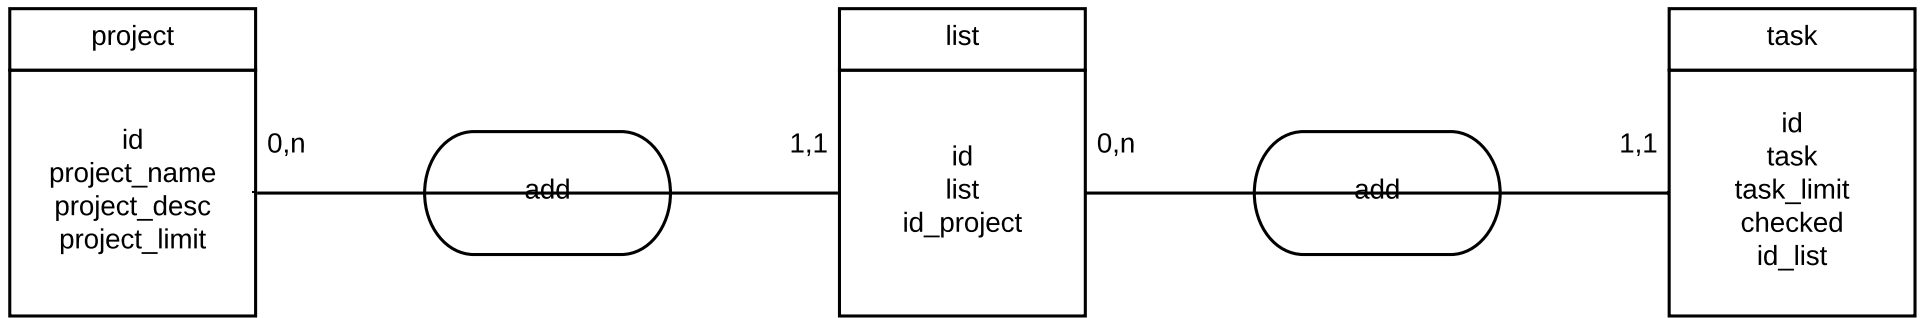 project
id
project_name
project_desc
project_limit
0,n
add
1,1
list
id
list
id_project
0,n
add
1,1
task
id
task
task_limit
checked
id_list